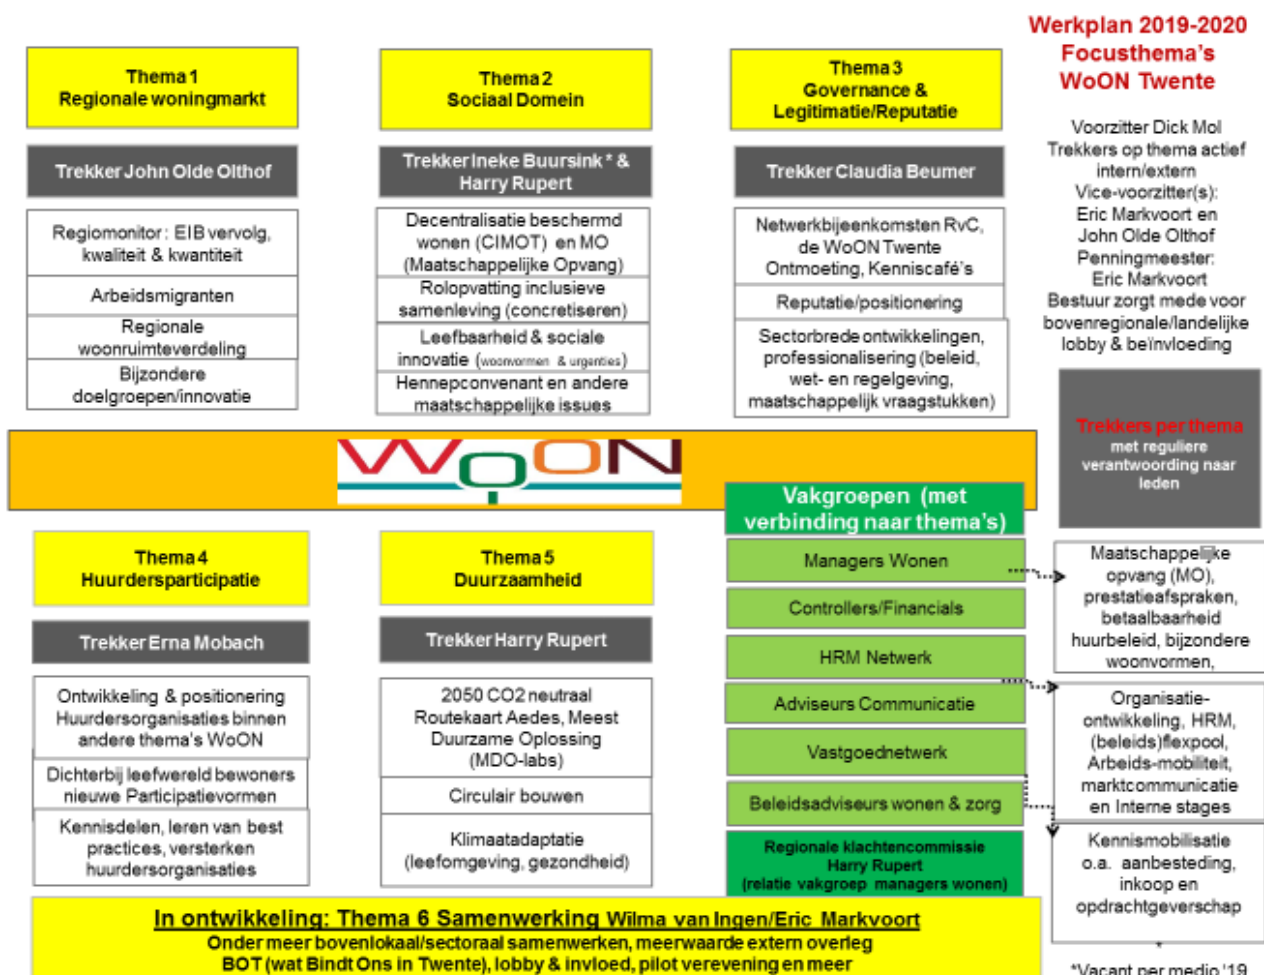 Werkplan 2019-2020
Focusthema's
WoON Twente
Voorzitter Dick Mol
Trekkers op thema actief
intern/extern
Vice-voorzitter(s):
Eric Markvoort en
John Olde Olthof
Penningmeester:
Eric Markvoort
Bestuur zorgt mede voor
bovenregionale/landelijke
lobby & beïnvloeding
Thema 1
Regionale woningmarkt
Trekker John Olde Olthof
Regiomonitor: EIB vervolg,
kwaliteit & kwantiteit
Arbeidsmigranten
Regionale
woonruimteverdeling
Bijzondere
doelgroepen/innovatie
Thema 2
Sociaal Domein
Trekker Ineke Buursink * &
Harry Rupert
Decentralisatie beschermd
wonen (CIMOT) en MO
(Maatschappelijke Opvang)
Rolopvatting inclusieve
samenleving (concretiseren)
Leefbaarheid & sociale
innovatie (woonvormen & urgenties)
Hennepconvenant en andere
maatschappelijke issues
Thema 3
Governance &
Legitimatie/Reputatie
Trekker Claudia Beumer
Netwerkbijeenkomsten RvC,
de WoON Twente
Ontmoeting, Kenniscafé's
Reputatie/positionering
Sectorbrede ontwikkelingen,
professionalisering (beleid,
wet- en regelgeving,
maatschappelijk vraagstukken)
Trekkers per thema
met reguliere
verantwoording naar
leden
WOON
Thema 4
Huurdersparticipatie
Trekker Erna Mobach
Ontwikkeling & positionering
Huurdersorganisaties binnen
andere thema's WoON
Dichterbij leefwereld bewoners
nieuwe Participatievormen
Kennisdelen, leren van best
practices, versterken
huurdersorganisaties
Thema 5
Duurzaamheid
Trekker Harry Rupert
2050 CO2 neutraal
Routekaart Aedes, Meest
Duurzame Oplossing
(MDO-labs)
Circulair bouwen
Klimaatadaptatie
(leefomgeving, gezondheid)
Vakgroepen (met
verbinding naar thema's)
Managers Wonen
Controllers/Financials
HRM Netwerk
Adviseurs Communicatie
Vastgoednetwerk
Beleidsadviseurs wonen & zorg
Regionale klachtencommissie
Harry Rupert
(relatie vakgroep managers wonen)
Maatschappelijke
opvang (MO),
prestatieafspraken,
betaalbaarheid
huurbeleid, bijzondere
woonvormen,
Organisatie-
ontwikkeling, HRM,
(beleids)flexpool,
Arbeids-mobiliteit,
marktcommunicatie
en Interne stages
Kennismobilisatie
o.a. aanbesteding,
inkoop en
opdrachtgeverschap
*
*Vacant per medio '19
In ontwikkeling: Thema 6 Samenwerking Wilma van Ingen/Eric Markvoort
Onder meer bovenlokaal/sectoraal samenwerken, meerwaarde extern overleg
BOT (wat Bindt Ons in Twente), lobby & invloed, pilot verevening en meer